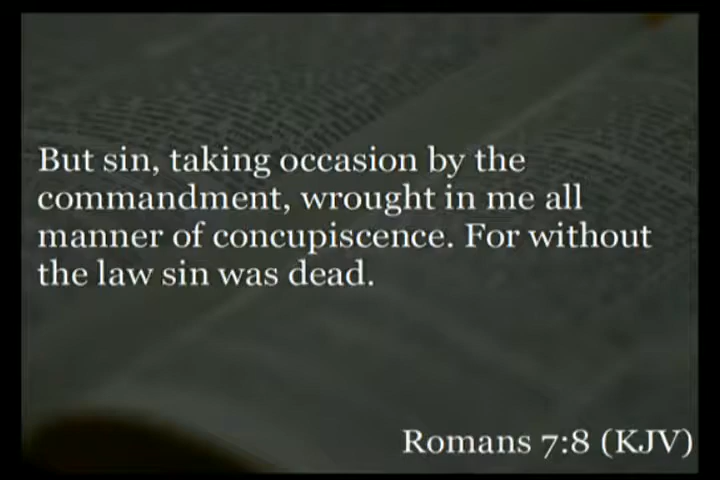 But sin, taking occasion by the
commandment, wrought in me all
manner of concupiscence. For without
the law sin was dead.
Romans 7:8 (KJV)